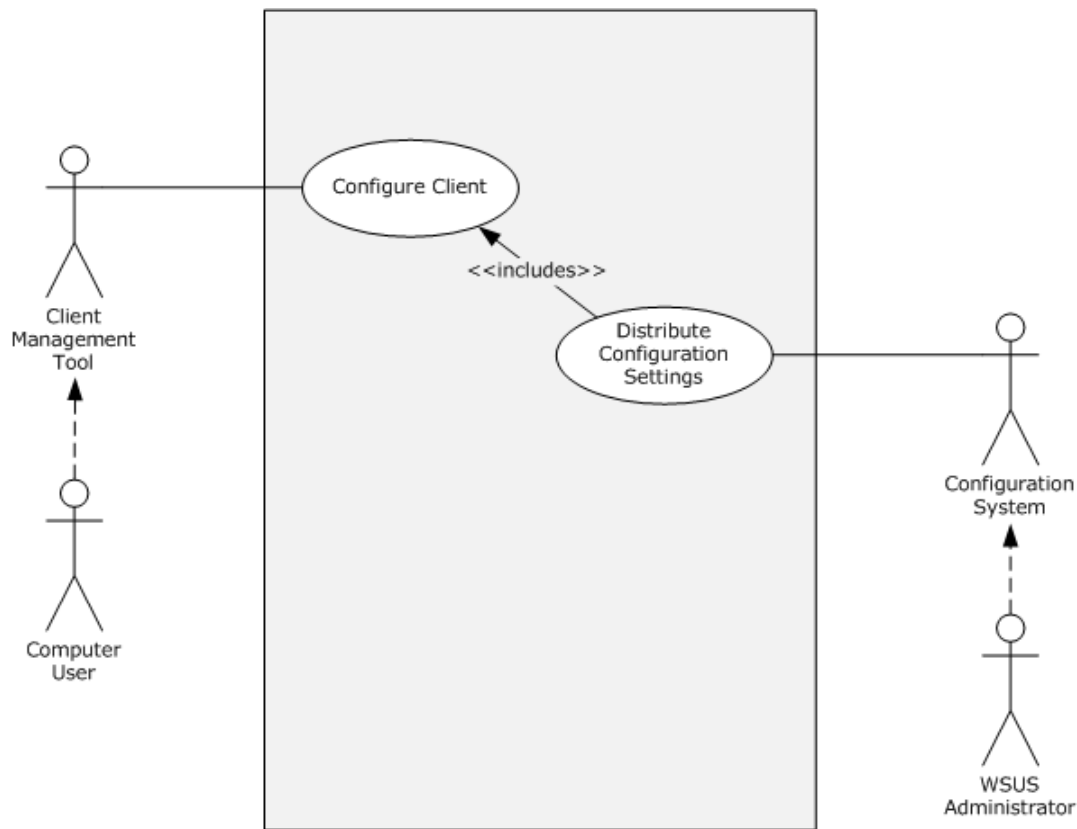 Configure Client
<<includes>>
Client
Management
Tool
Distribute
Configuration
Settings
Configuration
System
Computer
User
WSUS
Administrator